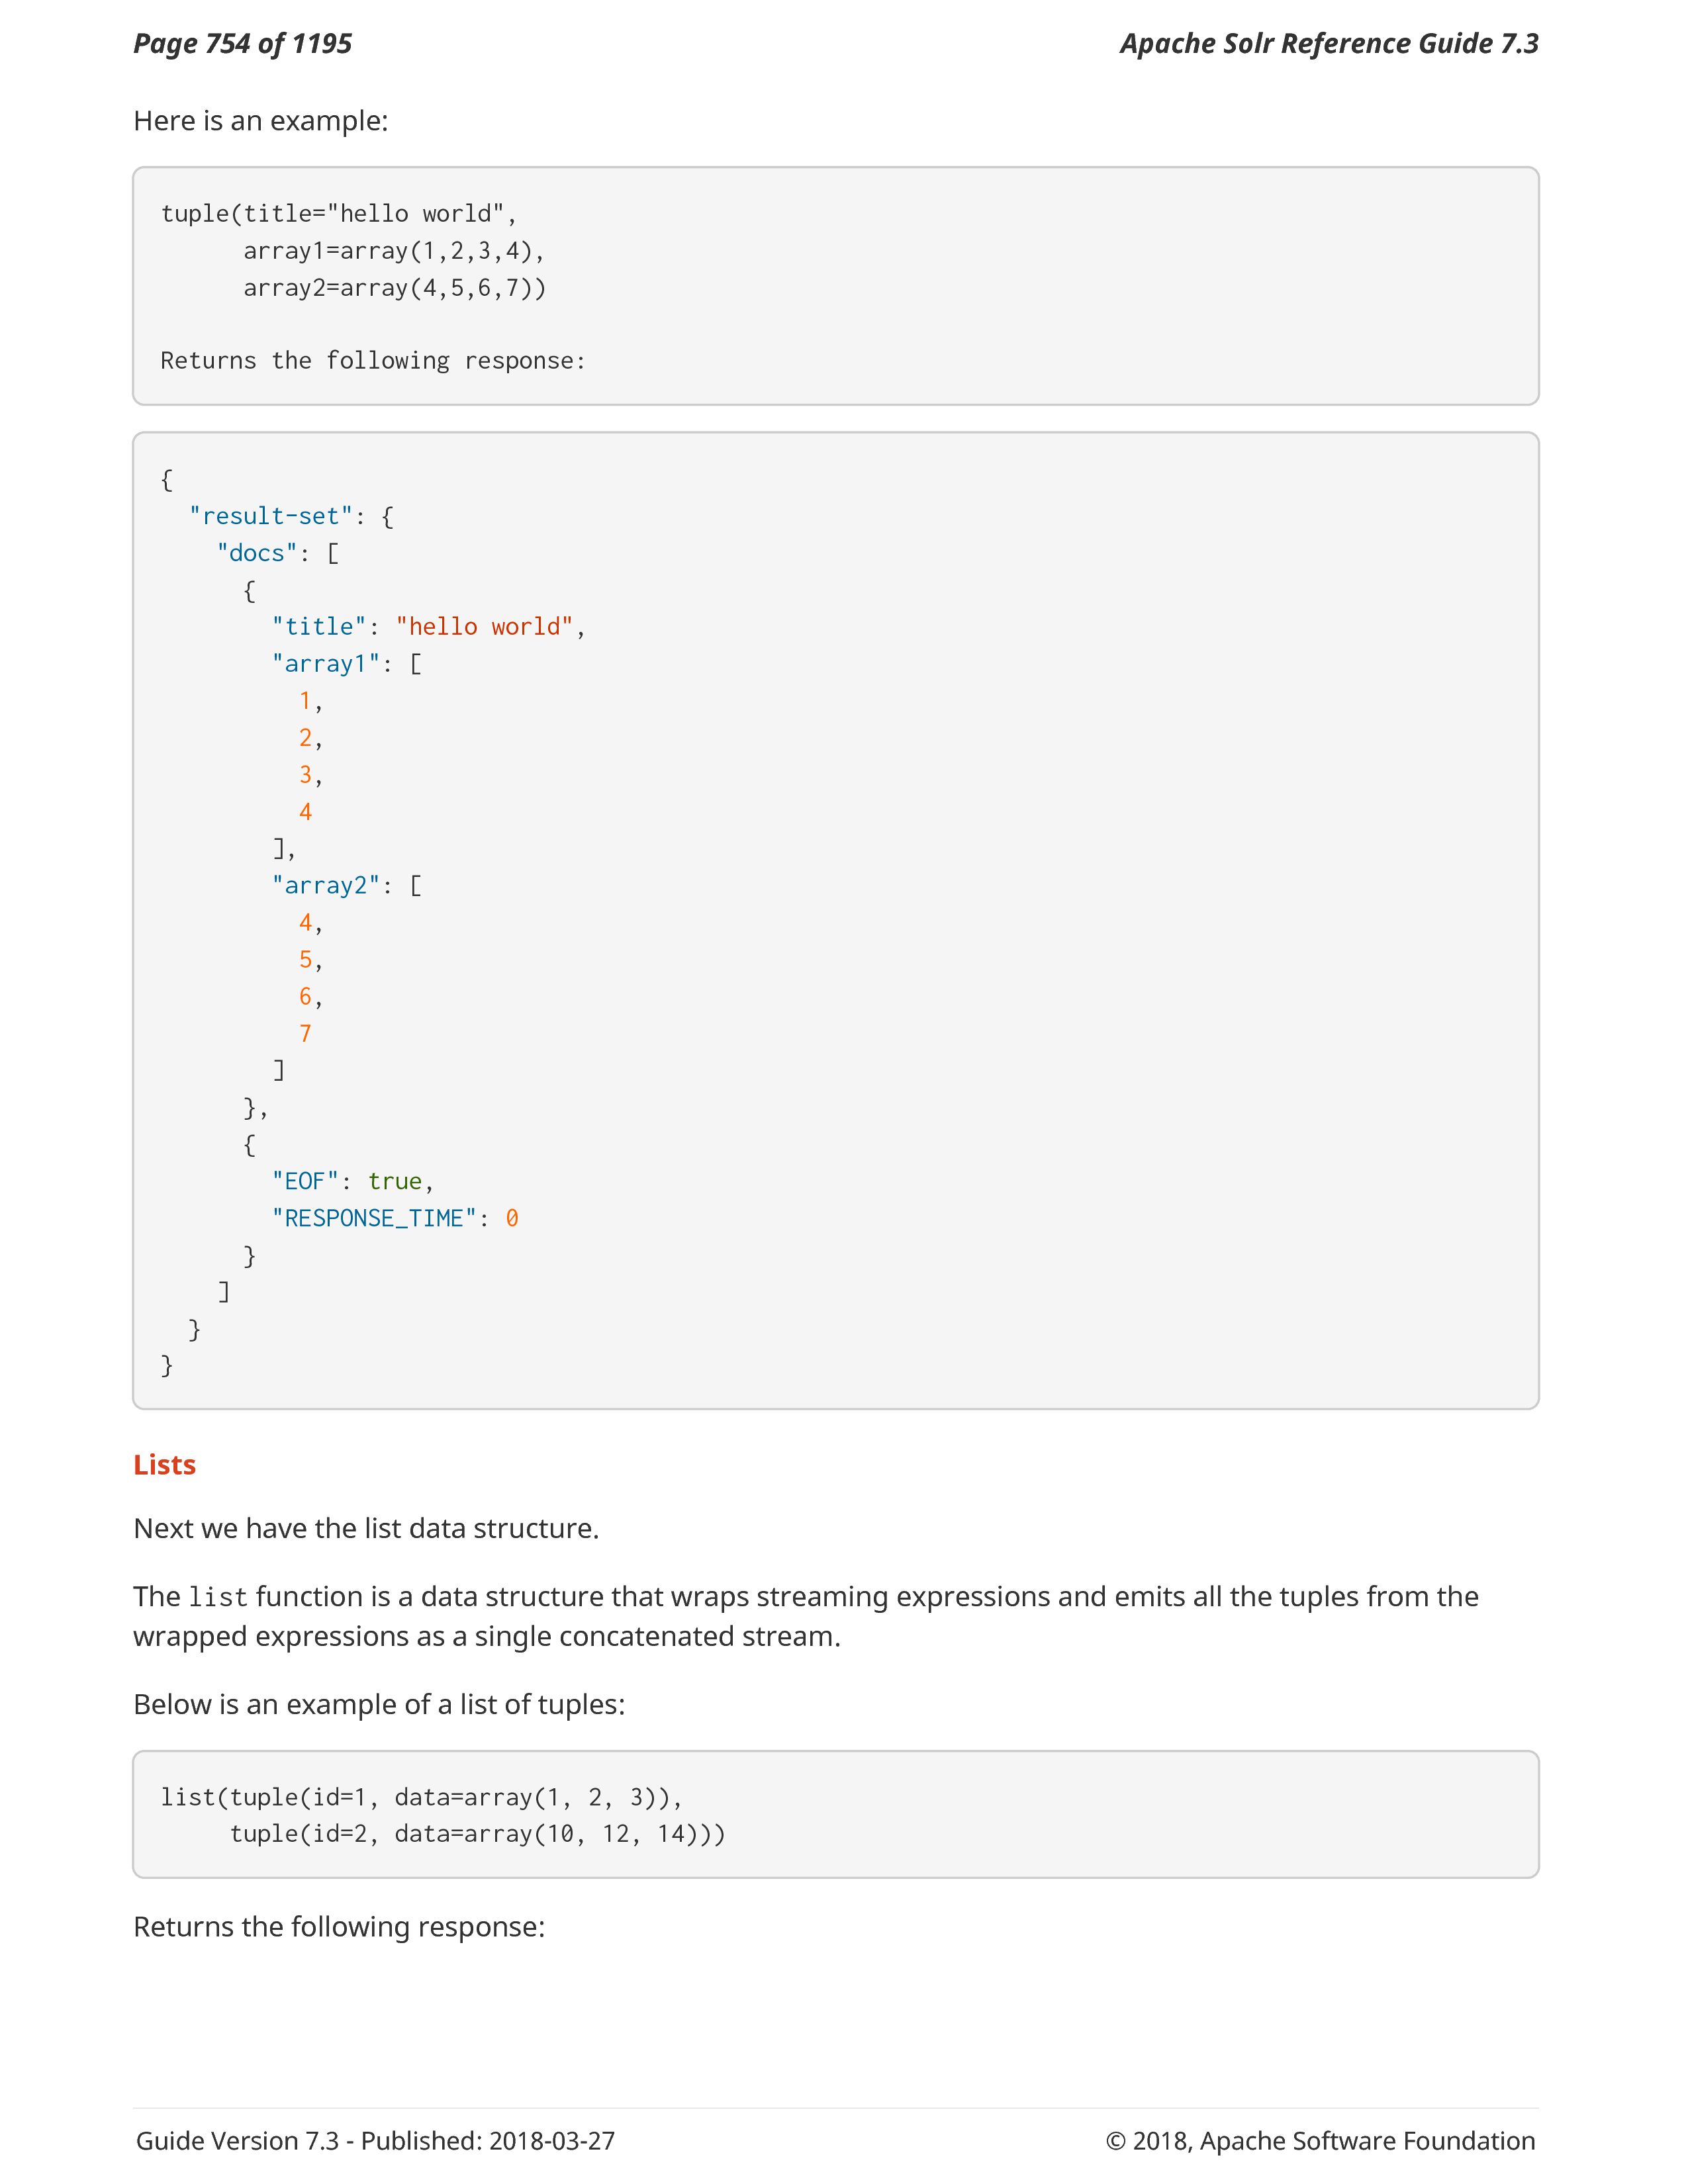 Page 754 of 1195
Apache Solr Reference Guide 7.3
Here is an example:
tuple(title="hello world",
      array1=array(1,2,3,4),
      array2=array(4,5,6,7))
Returns the following response:
{
  "result-set": {
    "docs": [
      {
        "title": "hello world",
        "array1": [
          1,
          2,
          3,
          4
        ],
        "array2": [
          4,
          5,
          6,
          7
        ]
      },
      {
        "EOF": true,
        "RESPONSE_TIME": 0
      }
    ]
  }
}
Lists
Next we have the list data structure.
The list function is a data structure that wraps streaming expressions and emits all the tuples from the
wrapped expressions as a single concatenated stream.
Below is an example of a list of tuples:
list(tuple(id=1, data=array(1, 2, 3)),
     tuple(id=2, data=array(10, 12, 14)))
Returns the following response:
Guide Version 7.3 - Published: 2018-03-27
© 2018, Apache Software Foundation